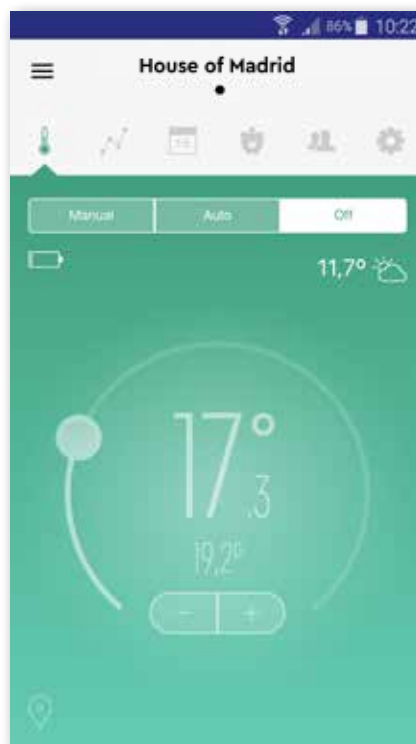 86% 10:22
House of Madrid
Manual Auto Off
11,7°
17°.3
19,2°
- +